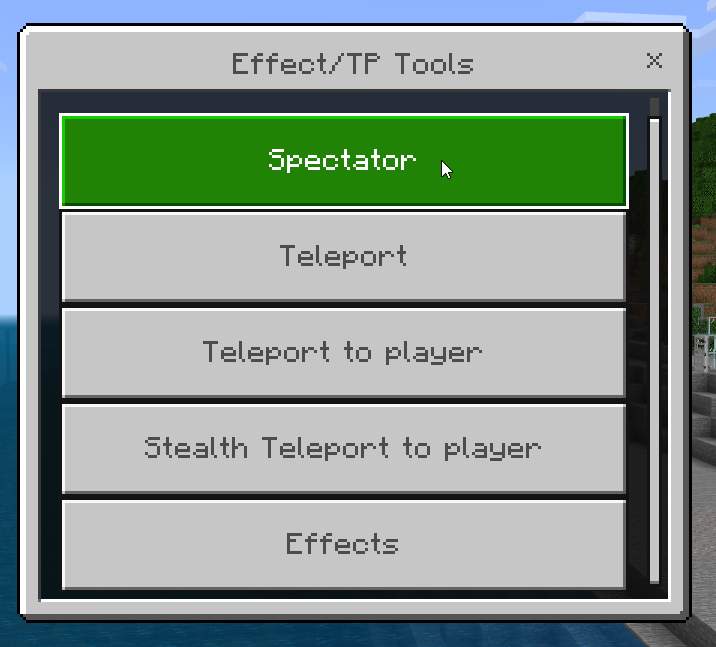 Effect/TP Tools
Spectator
Teleport
Teleport to player
Stealth Teleport to player
Effects